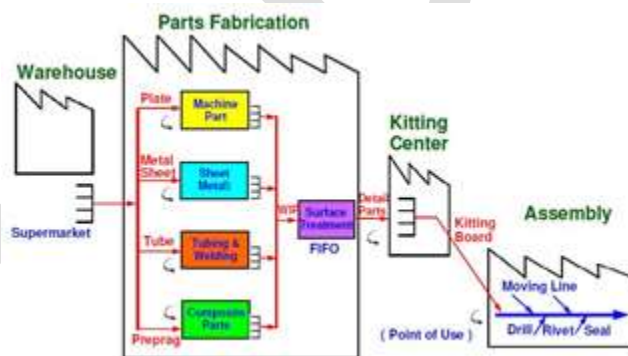 Parts Fabrication
Warehouse
Plate
Machine
Part
Kitting
Center
Metal
Sheet
Sheet
Metal
Supermarket
Tube
Tubing &
Welding
WIP
Surface
Treatment
FIFO
Detail
Parts
Kitting
Board
Assembly
Moving Line
Composite
Parts
Preprag
( Point of Use )
Drill
Rivet
Seal